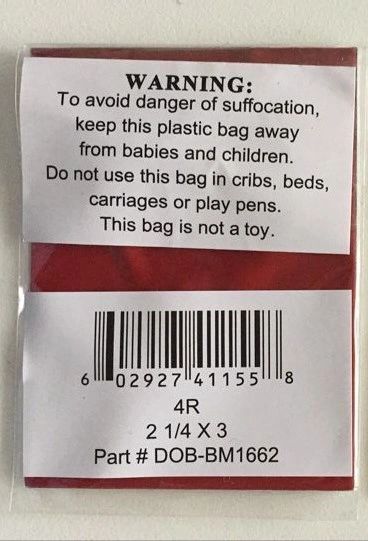 WARNING:
To avoid danger of suffocation,
keep this plastic bag away
from babies and children.
Do not use this bag in cribs, beds,
carriages or play pens.
This bag is not a toy.
6 02927 41155 8
4R
2 1/4 X 3
Part # DOB-BM1662